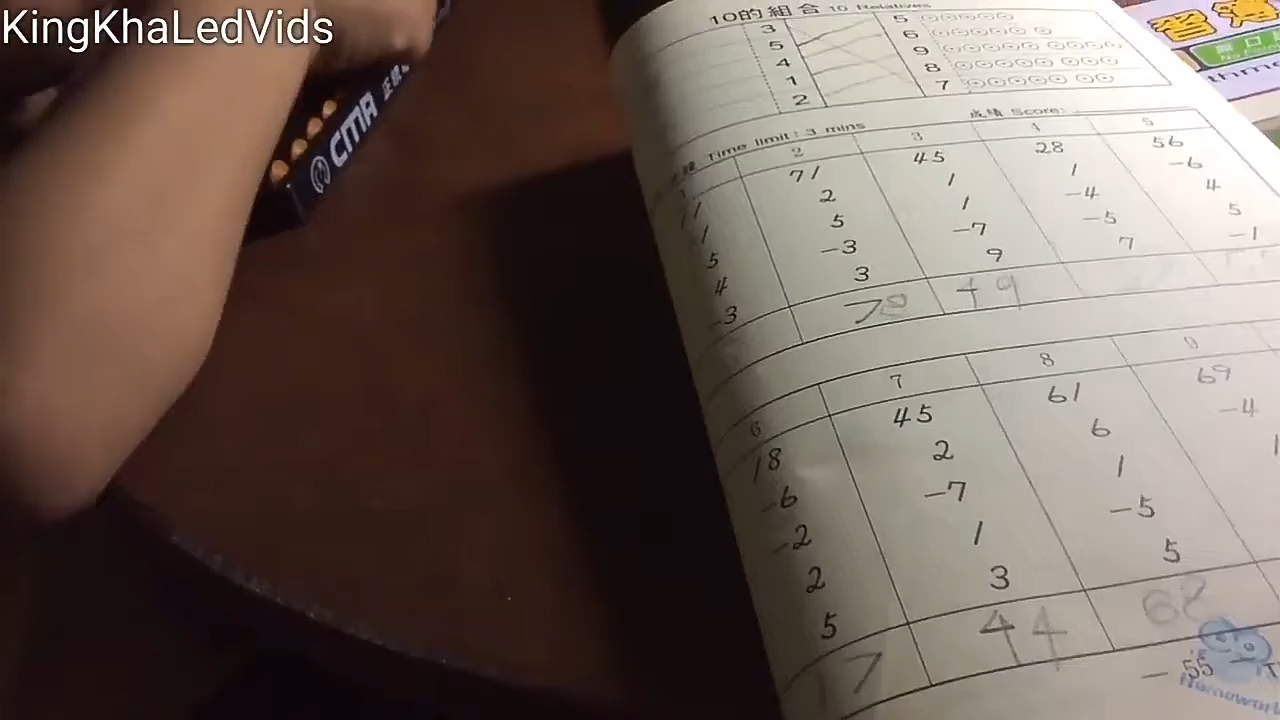 KingKhaLedVids
CMA
10的組合 10 Relatives
3 5
5 6
4 9
1 8
2 7
Time limit : 3 mins 成績 Score:
1 2 3 4 5
11 71 45 28 56
1 2 1 1 -6
5 5 1 -4 4
4 -3 -7 -5 5
-3 3 9 7 -1
78 49
6 7 8 9
18 45 61 69
-6 2 6 -4
-2 -7 1
2 1 -5
5 3 5
17 44 68
- 55 -